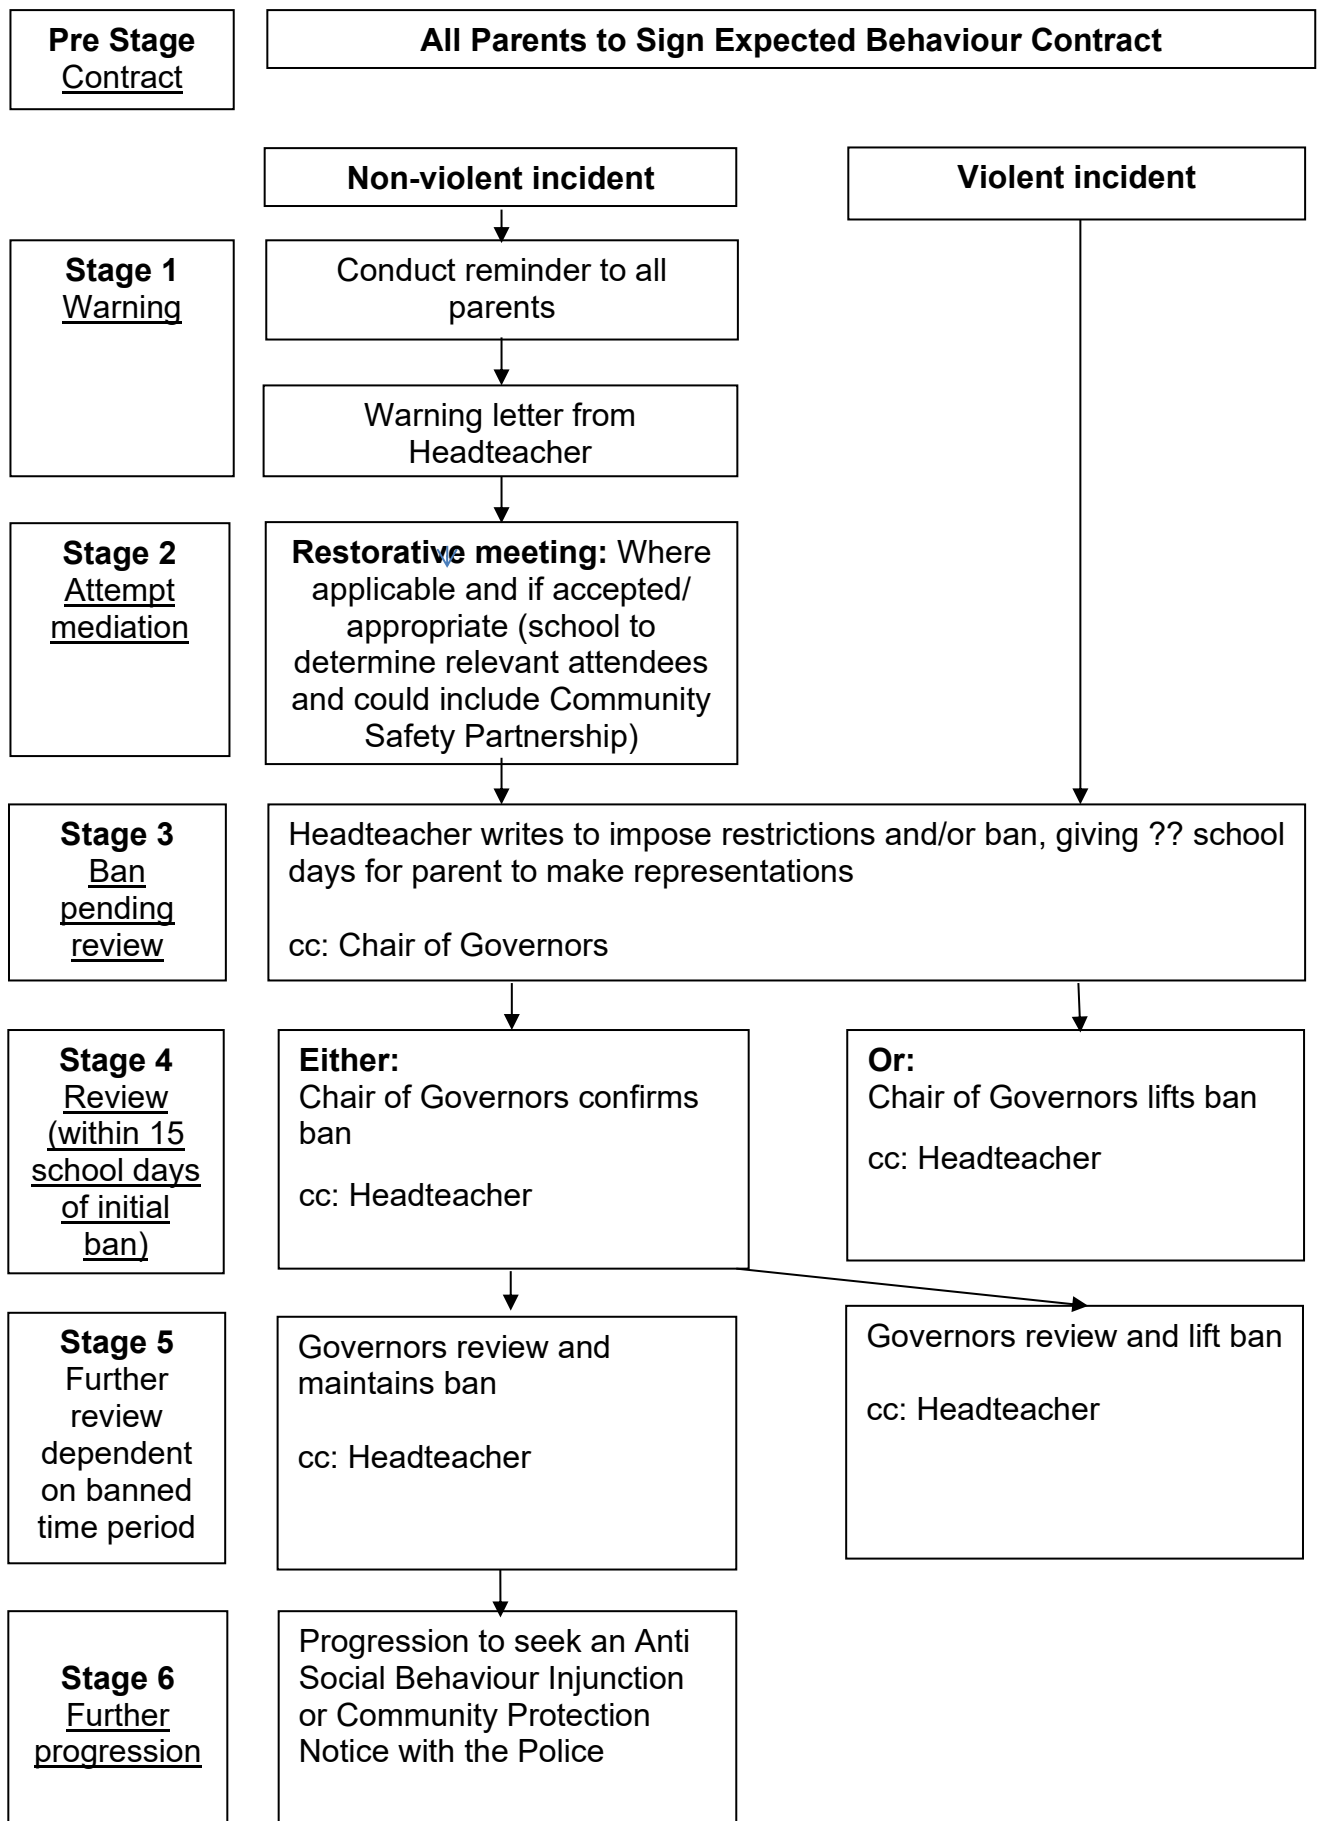 Pre Stage
Contract
All Parents to Sign Expected Behaviour Contract
Non-violent incident
Violent incident
Stage 1
Warning
Conduct reminder to all
parents
Warning letter from
Headteacher
Stage 2
Attempt
mediation
Restorative meeting: Where
applicable and if accepted/
appropriate (school to
determine relevant attendees
and could include Community
Safety Partnership)
Stage 3
Ban
pending
review
Headteacher writes to impose restrictions and/or ban, giving ?? school
days for parent to make representations
cc: Chair of Governors
Stage 4
Review
(within 15
school days
of initial
ban)
Either:
Chair of Governors confirms
ban
cc: Headteacher
Or:
Chair of Governors lifts ban
cc: Headteacher
Stage 5
Further
review
dependent
on banned
time period
Governors review and
maintains ban
cc: Headteacher
Governors review and lift ban
cc: Headteacher
Stage 6
Further
progression
Progression to seek an Anti
Social Behaviour Injunction
or Community Protection
Notice with the Police